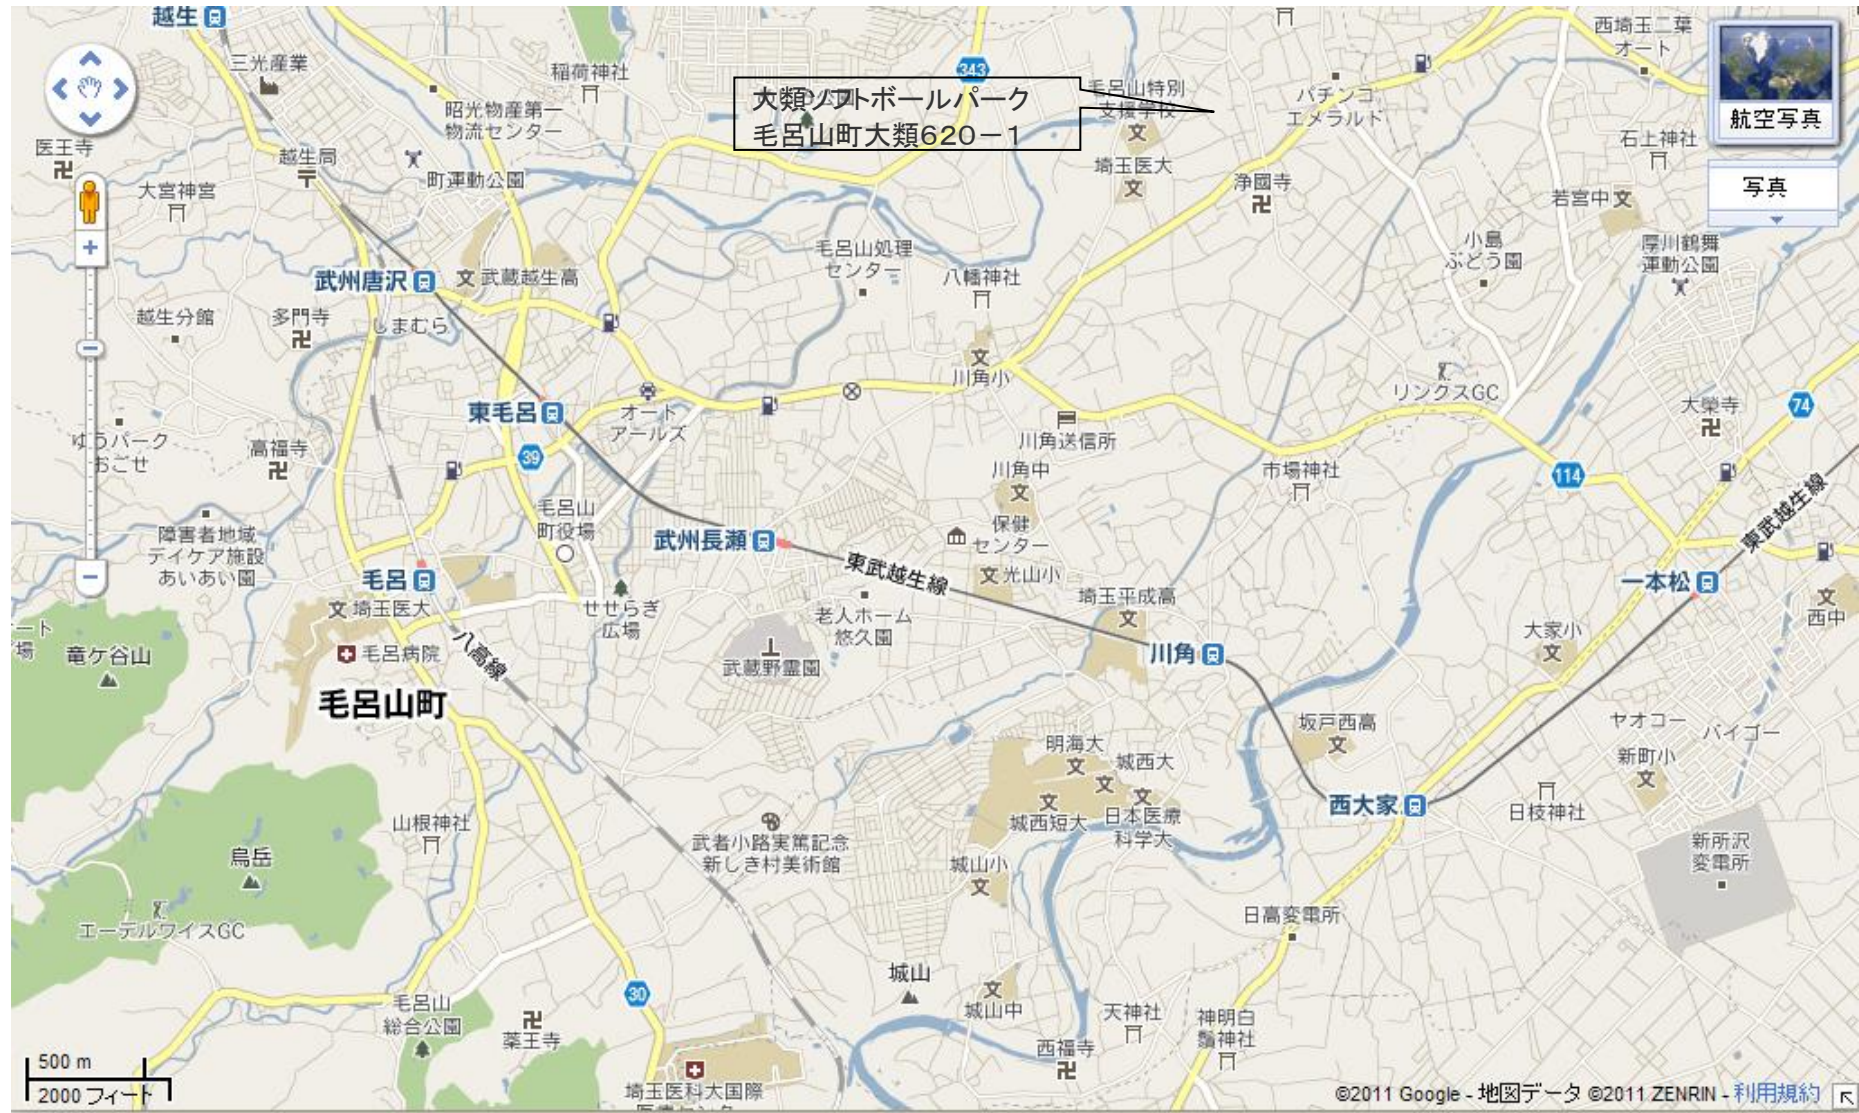 越生
三光産業
稲荷神社
343
西埼玉二葉
オート
大類ソフトボールパーク
毛呂山町大類620-1
毛呂山特別
支援学校
パチンコ
エメラルド
航空写真
昭光物産第一
物流センター
石上神社
医王寺
越生局
町運動公園
埼玉医大
浄國寺
写真
大宮神宮
若宮中
毛呂山処理
センター
小島
ぶどう園
厚川鶴舞
運動公園
武州唐沢
武蔵越生高
八幡神社
越生分館
多門寺
しまむら
川角小
リンクスGC
東毛呂
オート
アールズ
大榮寺
74
ゆうパーク
おごせ
高福寺
39
川角送信所
川角中
市場神社
114
毛呂山
町役場
武州長瀬
保健
センター
東武越生線
東武越生線
障害者地域
デイケア施設
あいあい園
毛呂
光山小
一本松
埼玉医大
せせらぎ
広場
老人ホーム
悠久園
埼玉平成高
西中
大家小
ート
場
竜ケ谷山
毛呂病院
八高線
武蔵野霊園
川角
毛呂山町
坂戸西高
ヤオコー
バイゴー
明海大
城西大
新町小
城西短大
日本医療
科学大
西大家
日枝神社
山根神社
武者小路実篤記念
新しき村美術館
新所沢
変電所
烏岳
城山小
エーデルワイスGC
日高変電所
城山
毛呂山
総合公園
30
薬王寺
城山中
天神社
神明白
鬚神社
西福寺
500 m
2000 フィート
埼玉医科大国際
©2011 Google - 地図データ ©2011 ZENRIN - 利用規約